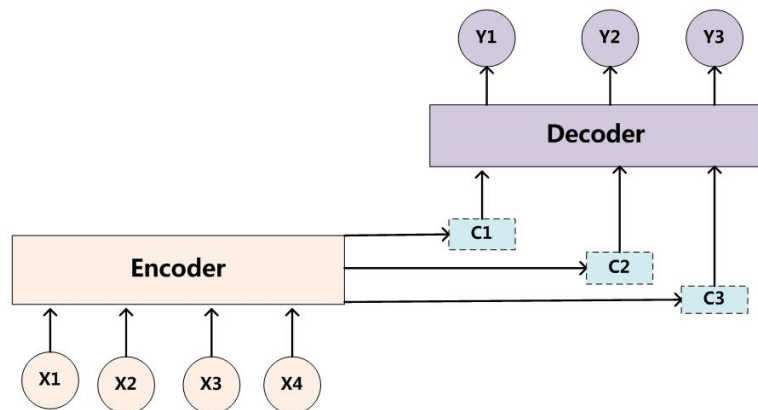 Y1 Y2 Y3
Decoder
C1
Encoder
C2
C3
X1 X2 X3 X4